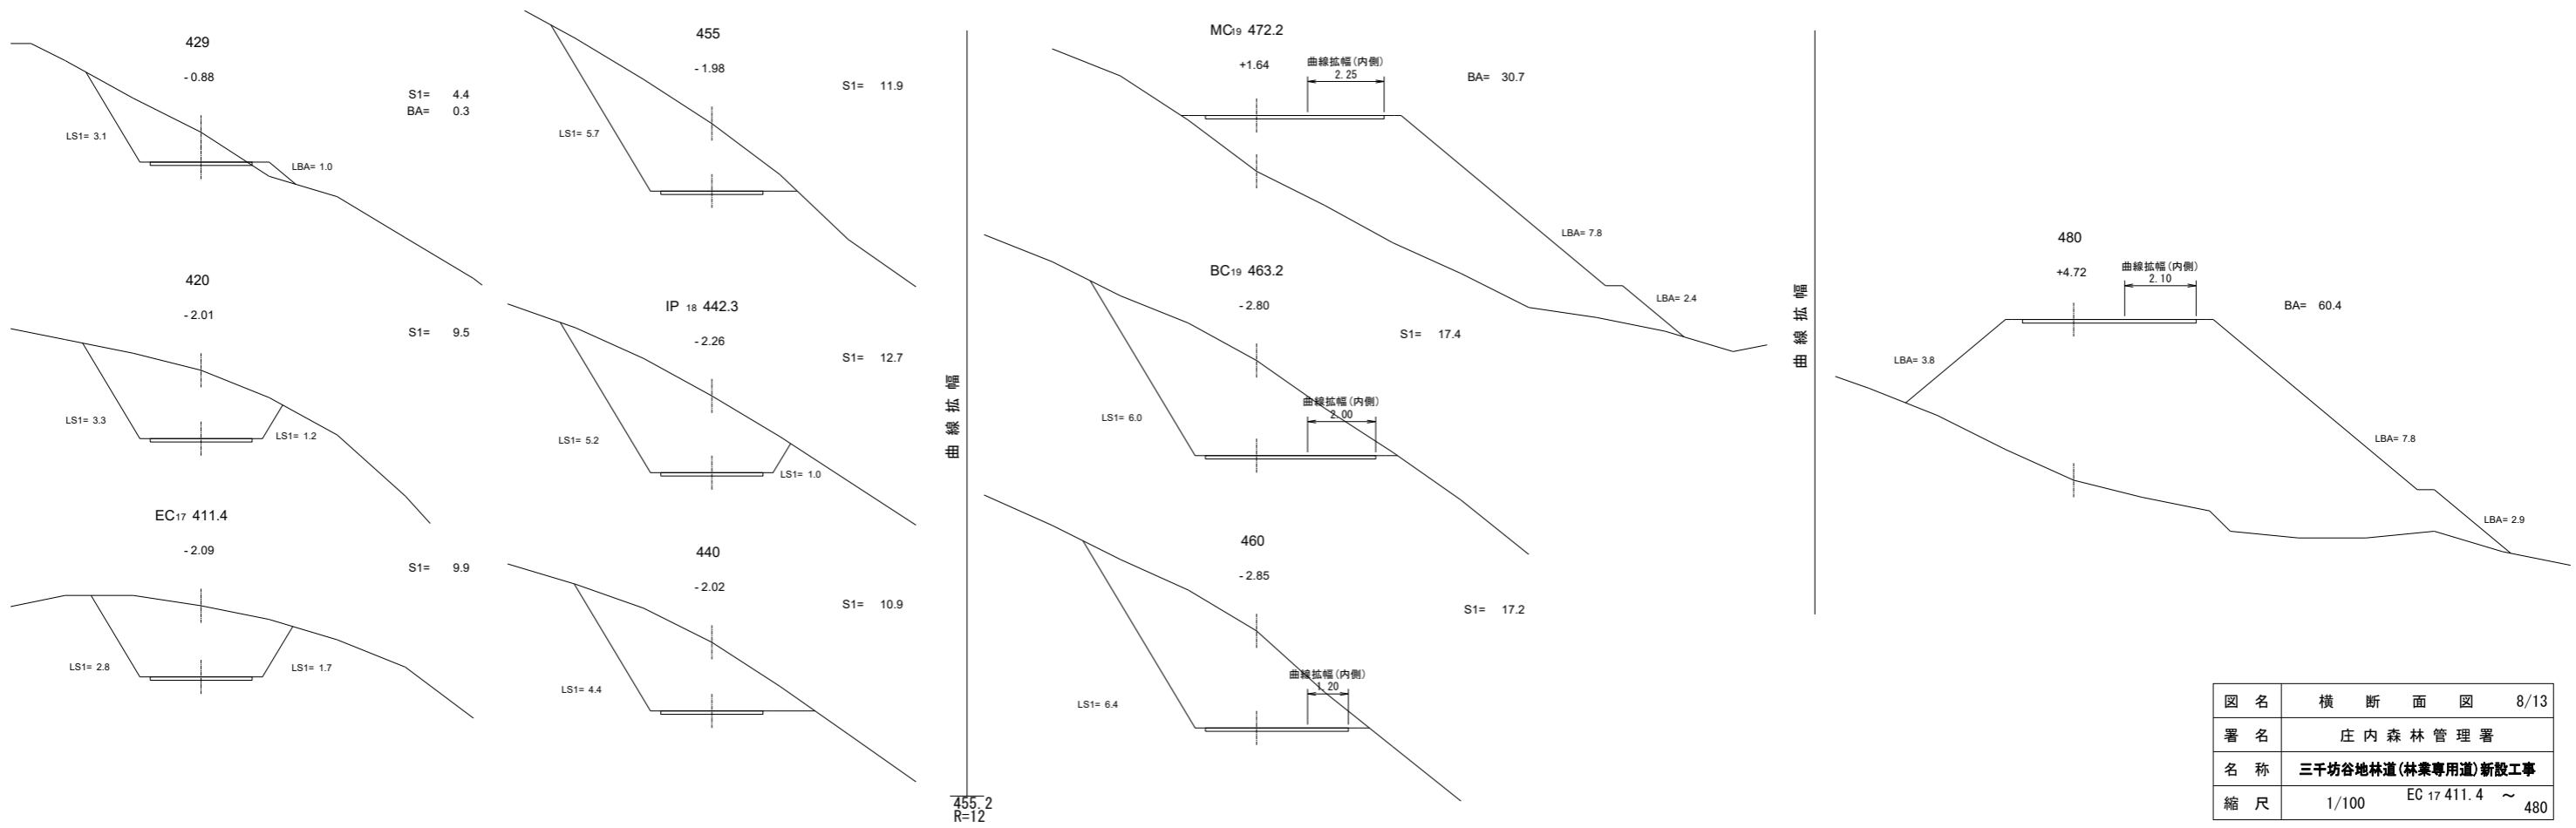 429
-0.88
S1= 4.4
BA= 0.3
LS1= 3.1
LBA= 1.0
420
-2.01
S1= 9.5
LS1= 3.3
LS1= 1.2
EC17 411.4
-2.09
S1= 9.9
LS1= 2.8
LS1= 1.7
455
-1.98
S1= 11.9
LS1= 5.7
IP 18 442.3
-2.26
S1= 12.7
LS1= 5.2
LS1= 1.0
440
-2.02
S1= 10.9
LS1= 4.4
曲線拡幅
455.2
R=12
MC19 472.2
+1.64
曲線拡幅(内側)
2.25
BA= 30.7
LBA= 7.8
LBA= 2.4
BC19 463.2
-2.80
S1= 17.4
曲線拡幅(内側)
2.00
LS1= 6.0
460
-2.85
S1= 17.2
曲線拡幅(内側)
1.20
LS1= 6.4
曲線拡幅
480
+4.72
曲線拡幅(内側)
2.10
BA= 60.4
LBA= 3.8
LBA= 7.8
LBA= 2.9
図名 横断面図 8/13
署名 庄内森林管理署
名称 三千坊谷地林道(林業専用道)新設工事
縮尺 1/100 EC 17 411.4 ～ 480